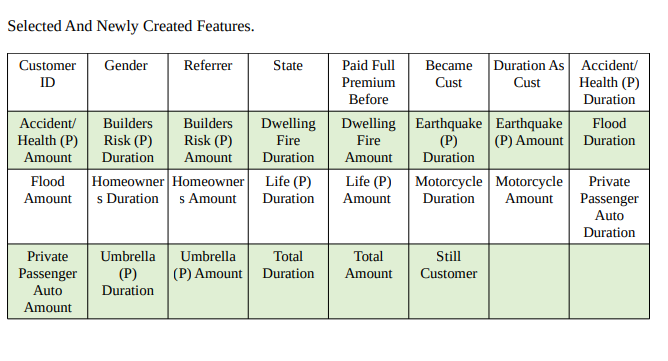 Selected And Newly Created Features.
Customer ID
Gender
Referrer
State
Paid Full Premium Before
Became Cust
Duration As Cust
Accident/ Health (P) Duration
Accident/ Health (P) Amount
Builders Risk (P) Duration
Builders Risk (P) Amount
Dwelling Fire Duration
Dwelling Fire Amount
Earthquake (P) Duration
Earthquake (P) Amount
Flood Duration
Flood Amount
Homeowner s Duration
Homeowner s Amount
Life (P) Duration
Life (P) Amount
Motorcycle Duration
Motorcycle Amount
Private Passenger Auto Duration
Private Passenger Auto Amount
Umbrella (P) Duration
Umbrella (P) Amount
Total Duration
Total Amount
Still Customer